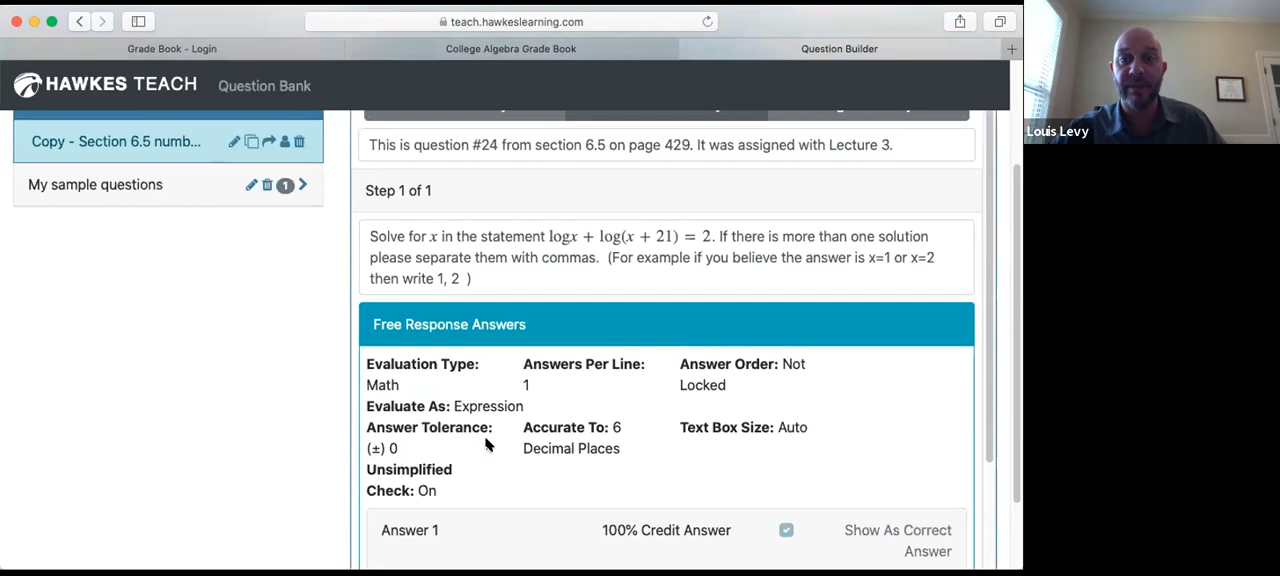 teach.hawkeslearning.com
Grade Book - Login
College Algebra Grade Book
Question Builder
HAWKES TEACH
Question Bank
Copy - Section 6.5 numb...
This is question #24 from section 6.5 on page 429. It was assigned with Lecture 3.
My sample questions
1
Step 1 of 1
Solve for x in the statement logx + log(x + 21) = 2. If there is more than one solution
please separate them with commas. (For example if you believe the answer is x=1 or x=2
then write 1, 2 )
Free Response Answers
Evaluation Type: Answers Per Line: Answer Order: Not
Math 1 Locked
Evaluate As: Expression
Answer Tolerance: Accurate To: 6 Text Box Size: Auto
(±) 0 Decimal Places
Unsimplified
Check: On
Answer 1 100% Credit Answer Show As Correct
Answer
Louis Levy